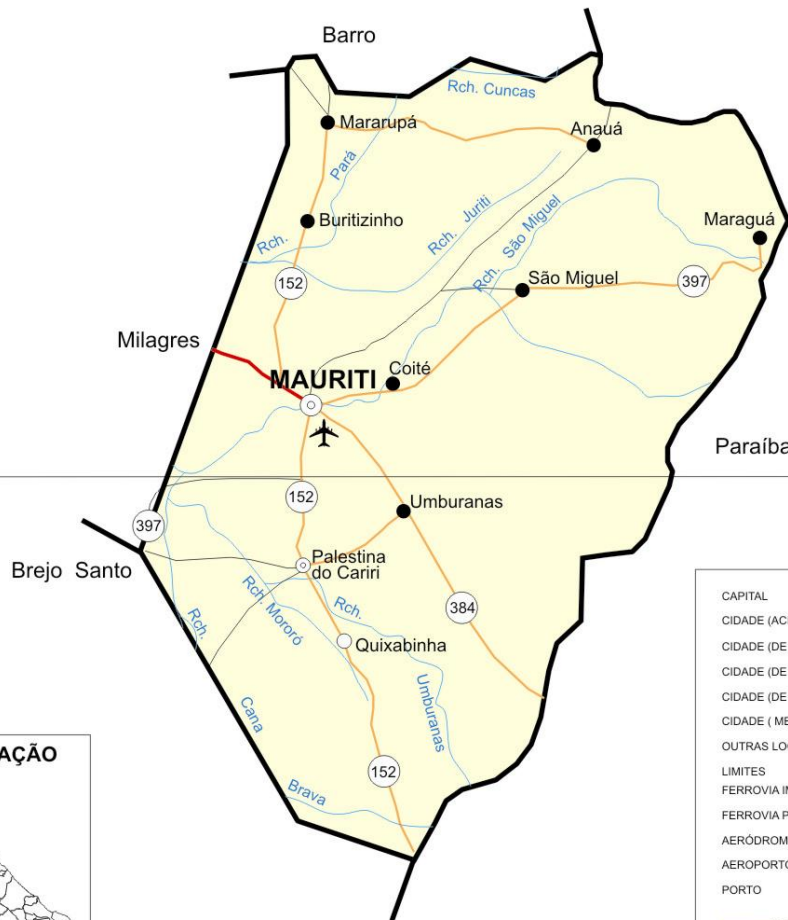 Barro
Rch. Cuncas
Mararupá
Anauá
Pará
Buritizinho
Rch.
Rch. Juriti
Rch. São Miguel
Maraguá
São Miguel
152
397
Milagres
Coité
MAURITI
Paraíba
152
397
Umburanas
Brejo Santo
Palestina
do Cariri
Rch. Mororó
Rch.
Umburanas
384
Rch.
Cana
Brava
Quixabinha
152
AÇÃO
CAPITAL
CIDADE (AC
CIDADE (DE
CIDADE (DE
CIDADE (DE
CIDADE ( ME
OUTRAS LO
LIMITES
FERROVIA I
FERROVIA P
AERÓDROM
AEROPORTO
PORTO